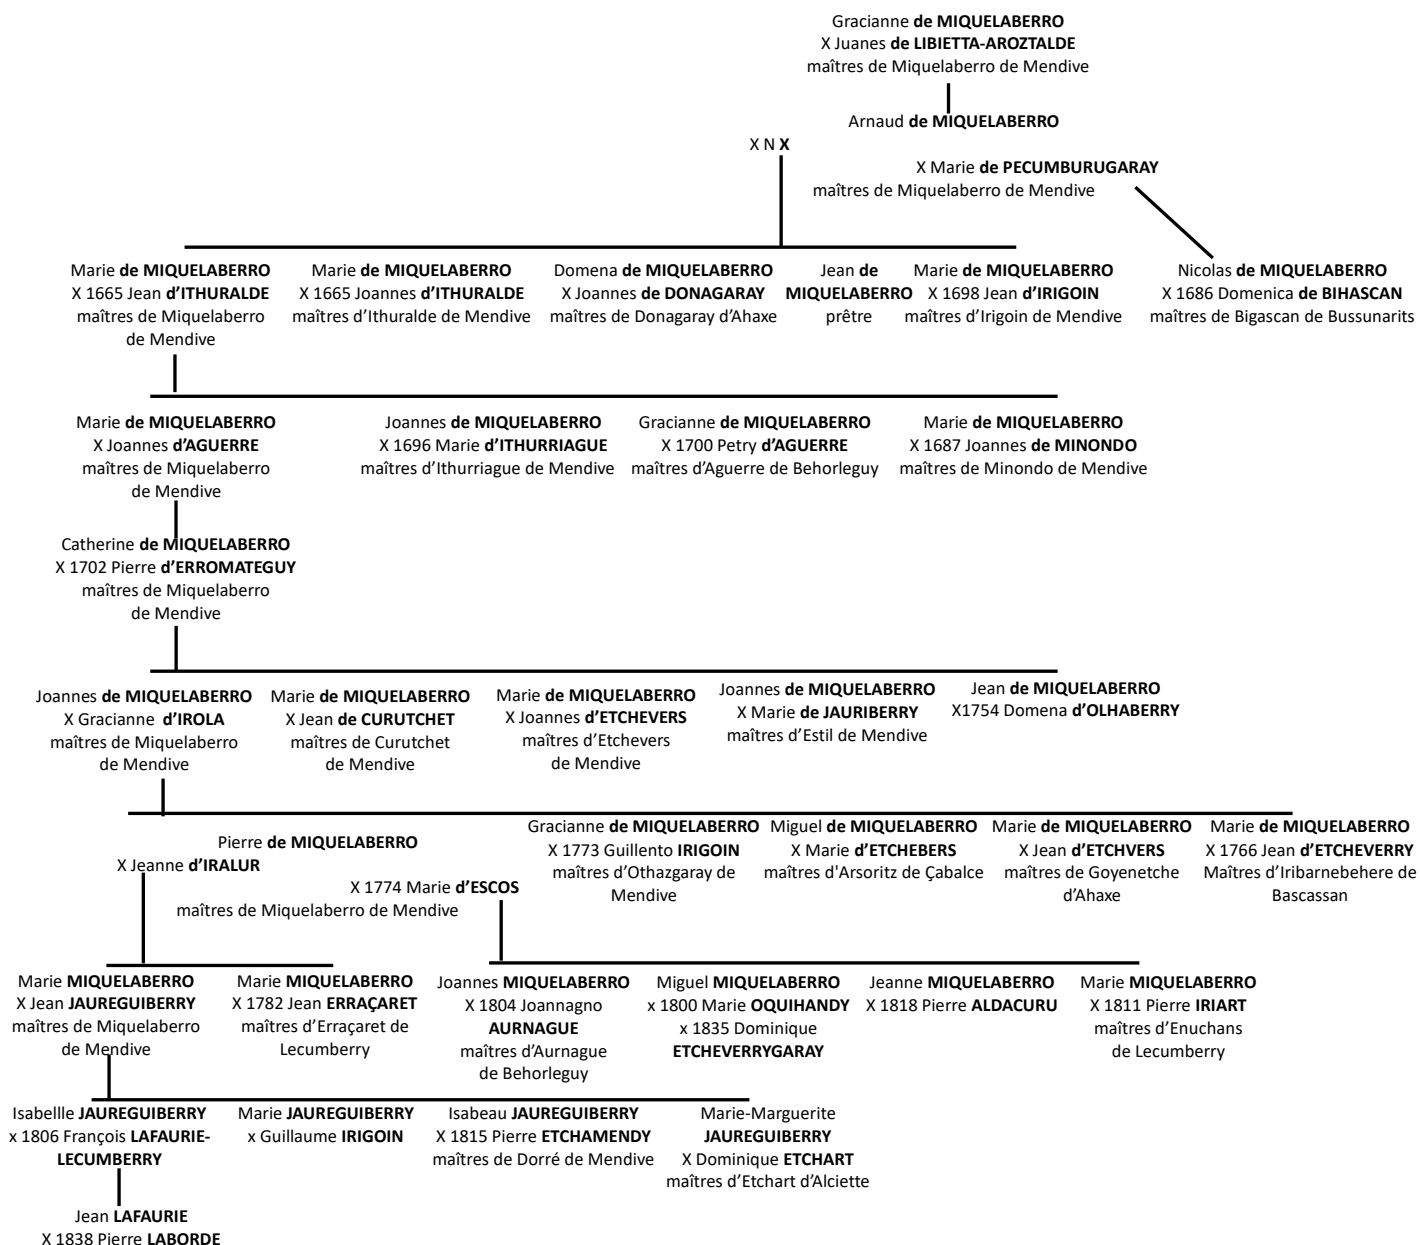 Gracianne de MIQUELABERRO
X Juanes de LIBIETTA-AROZTALDE
maîtres de Miquelaberro de Mendive
Arnaud de MIQUELABERRO
X N X
X Marie de PECUMBURUGARAY
maîtres de Miquelaberro de Mendive
Marie de MIQUELABERRO
X 1665 Jean d’ITHURALDE
maîtres de Miquelaberro
de Mendive
Marie de MIQUELABERRO
X 1665 Joannes d’ITHURALDE
maîtres d’Ithuralde de Mendive
Domena de MIQUELABERRO
X Joannes de DONAGARAY
maîtres de Donagaray d’Ahaxe
Jean de
MIQUELABERRO
prêtre
Marie de MIQUELABERRO
X 1698 Jean d’IRIGOIN
maîtres d’Irigoin de Mendive
Nicolas de MIQUELABERRO
X 1686 Domenica de BIHASCAN
maîtres de Bigascan de Bussunarits
Marie de MIQUELABERRO
X Joannes d’AGUERRE
maîtres de Miquelaberro
de Mendive
Joannes de MIQUELABERRO
X 1696 Marie d’ITHURRIAGUE
maîtres d’Ithurriague de Mendive
Gracianne de MIQUELABERRO
X 1700 Petry d’AGUERRE
maîtres d’Aguerre de Behorleguy
Marie de MIQUELABERRO
X 1687 Joannes de MINONDO
maîtres de Minondo de Mendive
Catherine de MIQUELABERRO
X 1702 Pierre d’ERROMATEGUY
maîtres de Miquelaberro
de Mendive
Joannes de MIQUELABERRO
X Gracianne d’IROLA
maîtres de Miquelaberro
de Mendive
Marie de MIQUELABERRO
X Jean de CURUTCHET
maîtres de Curutchet
de Mendive
Marie de MIQUELABERRO
X Joannes d’ETCHEVERS
maîtres d’Etchevers
de Mendive
Joannes de MIQUELABERRO
X Marie de JAURIBERRY
maîtres d’Estil de Mendive
Jean de MIQUELABERRO
X1754 Domena d’OLHABERRY
Pierre de MIQUELABERRO
X Jeanne d’IRALUR
X 1774 Marie d’ESCOS
maîtres de Miquelaberro de Mendive
Gracianne de MIQUELABERRO
X 1773 Guillento IRIGOIN
maîtres d’Othazgaray de
Mendive
Miguel de MIQUELABERRO
X Marie d’ETCHEBERS
maîtres d'Arsoritz de Çabalce
Marie de MIQUELABERRO
X Jean d’ETCHVERS
maîtres de Goyenetche
d’Ahaxe
Marie de MIQUELABERRO
X 1766 Jean d’ETCHEVERRY
Maîtres d’Iribarnebehere de
Bascassan
Marie MIQUELABERRO
X Jean JAUREGUIBERRY
maîtres de Miquelaberro
de Mendive
Marie MIQUELABERRO
X 1782 Jean ERRAÇARET
maîtres d’Erraçaret de
Lecumberry
Joannes MIQUELABERRO
X 1804 Joannagno
AURNAGUE
maîtres d’Aurnague
de Behorleguy
Miguel MIQUELABERRO
x 1800 Marie OQUIHANDY
x 1835 Dominique
ETCHEVERRYGARAY
Jeanne MIQUELABERRO
X 1818 Pierre ALDACURU
Marie MIQUELABERRO
X 1811 Pierre IRIART
maîtres d’Enuchans
de Lecumberry
Isabellle JAUREGUIBERRY
x 1806 François LAFAURIE-
LECUMBERRY
Marie JAUREGUIBERRY
x Guillaume IRIGOIN
Isabeau JAUREGUIBERRY
X 1815 Pierre ETCHAMENDY
maîtres de Dorré de Mendive
Marie-Marguerite
JAUREGUIBERRY
X Dominique ETCHART
maîtres d’Etchart d’Alciette
Jean LAFAURIE
X 1838 Pierre LABORDE